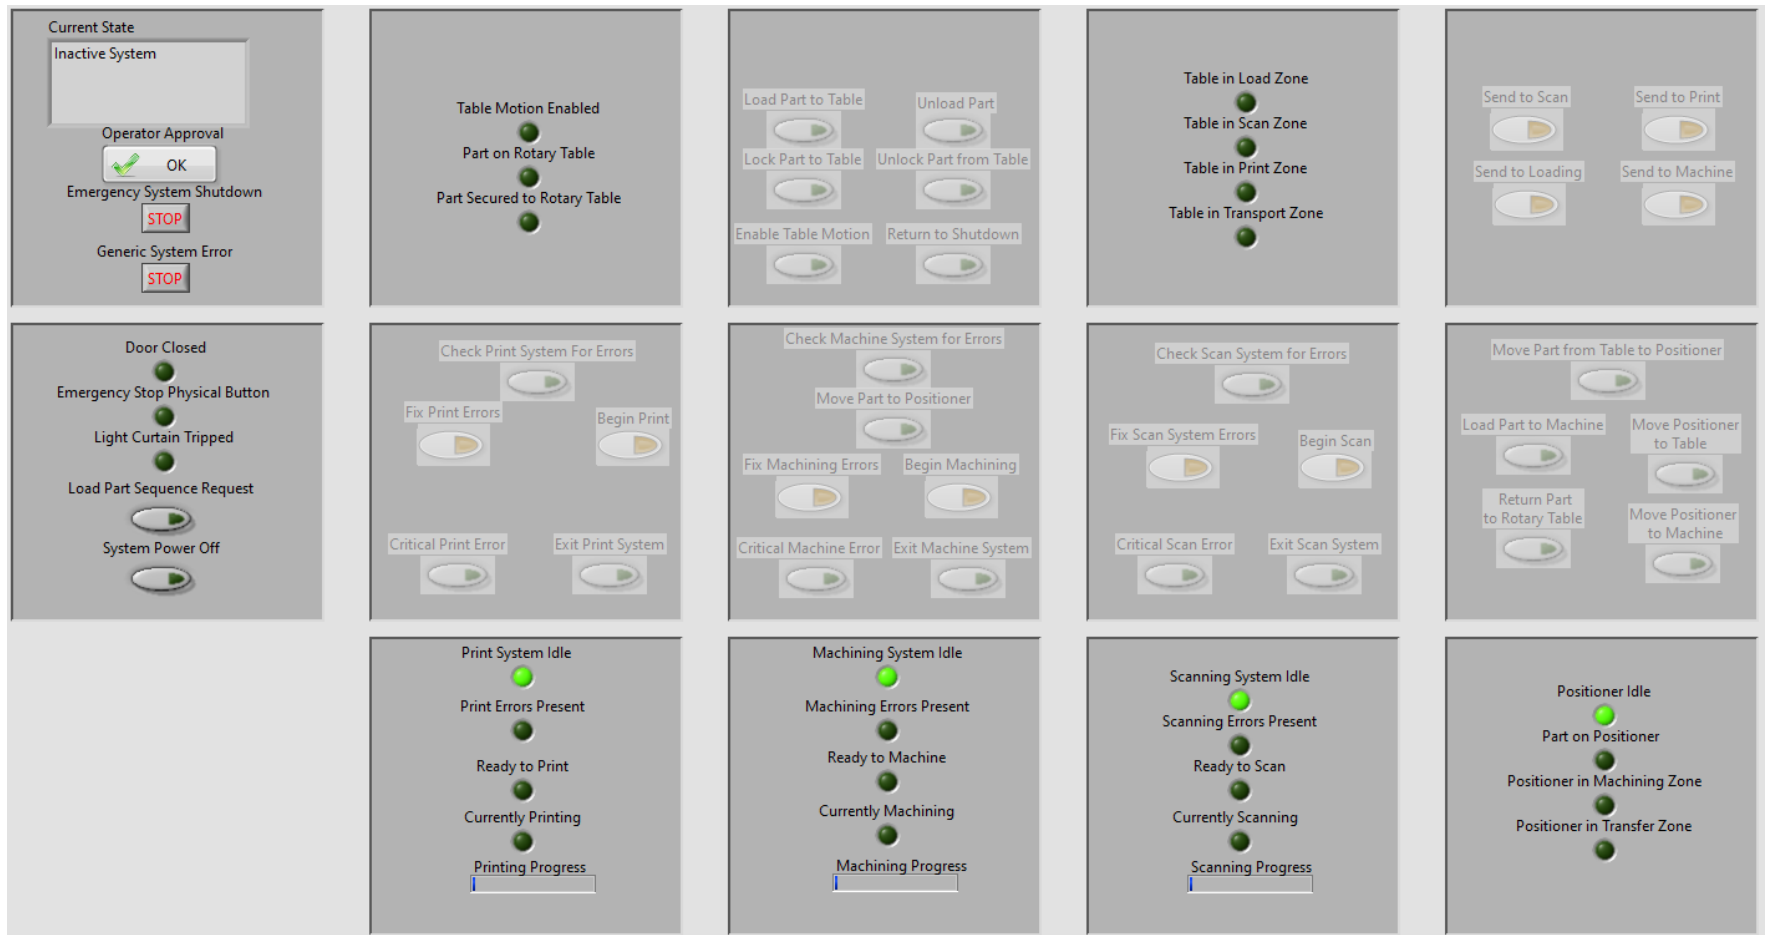 Current State
Inactive System
Operator Approval
OK
Emergency System Shutdown
STOP
Generic System Error
STOP
Table Motion Enabled
Part on Rotary Table
Part Secured to Rotary Table
Load Part to Table
Unload Part
Lock Part to Table
Unlock Part from Table
Enable Table Motion
Return to Shutdown
Table in Load Zone
Table in Scan Zone
Table in Print Zone
Table in Transport Zone
Send to Scan
Send to Print
Send to Loading
Send to Machine
Door Closed
Emergency Stop Physical Button
Light Curtain Tripped
Load Part Sequence Request
System Power Off
Check Print System For Errors
Fix Print Errors
Begin Print
Critical Print Error
Exit Print System
Check Machine System for Errors
Move Part to Positioner
Fix Machining Errors
Begin Machining
Critical Machine Error
Exit Machine System
Check Scan System for Errors
Fix Scan System Errors
Begin Scan
Critical Scan Error
Exit Scan System
Move Part from Table to Positioner
Load Part to Machine
Move Positioner
to Table
Return Part
to Rotary Table
Move Positioner
to Machine
Print System Idle
Print Errors Present
Ready to Print
Currently Printing
Printing Progress
Machining System Idle
Machining Errors Present
Ready to Machine
Currently Machining
Machining Progress
Scanning System Idle
Scanning Errors Present
Ready to Scan
Currently Scanning
Scanning Progress
Positioner Idle
Part on Positioner
Positioner in Machining Zone
Positioner in Transfer Zone